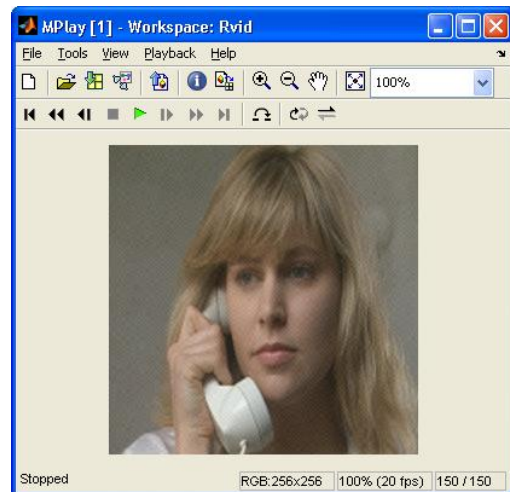 MPlay [1] - Workspace: Rvid
File Tools View Playback Help
100%
Stopped
RGB:256x256 100% (20 fps) 150 / 150